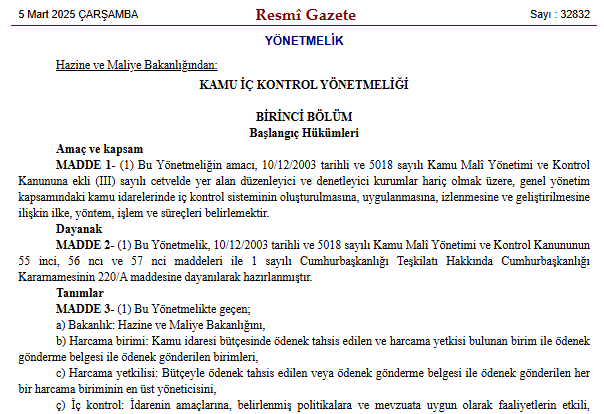 5 Mart 2025 ÇARŞAMBA
Resmî Gazete
Sayı : 32832
YÖNETMELİK
Hazine ve Maliye Bakanlığından:
KAMU İÇ KONTROL YÖNETMELİĞİ
BİRİNCİ BÖLÜM
Başlangıç Hükümleri
Amaç ve kapsam
MADDE 1- (1) Bu Yönetmeliğin amacı, 10/12/2003 tarihli ve 5018 sayılı Kamu Malî Yönetimi ve Kontrol
Kanununa ekli (III) sayılı cetvelde yer alan düzenleyici ve denetleyici kurumlar hariç olmak üzere, genel yönetim
kapsamındaki kamu idarelerinde iç kontrol sisteminin oluşturulmasına, uygulanmasına, izlenmesine ve geliştirilmesine
ilişkin ilke, yöntem, işlem ve süreçleri belirlemektir.
Dayanak
MADDE 2- (1) Bu Yönetmelik, 10/12/2003 tarihli ve 5018 sayılı Kamu Malî Yönetimi ve Kontrol Kanununun
55 inci, 56 ncı ve 57 nci maddeleri ile 1 sayılı Cumhurbaşkanlığı Teşkilatı Hakkında Cumhurbaşkanlığı
Kararnamesinin 220/A maddesine dayanılarak hazırlanmıştır.
Tanımlar
MADDE 3- (1) Bu Yönetmelikte geçen;
a) Bakanlık: Hazine ve Maliye Bakanlığını,
b) Harcama birimi: Kamu idaresi bütçesinde ödenek tahsis edilen ve harcama yetkisi bulunan birim ile ödenek
gönderme belgesi ile ödenek gönderilen birimleri,
c) Harcama yetkilisi: Bütçeyle ödenek tahsis edilen veya ödenek gönderme belgesi ile ödenek gönderilen her
bir harcama biriminin en üst yöneticisini,
ç) İç kontrol: İdarenin amaçlarına, belirlenmiş politikalara ve mevzuata uygun olarak faaliyetlerin etkili,